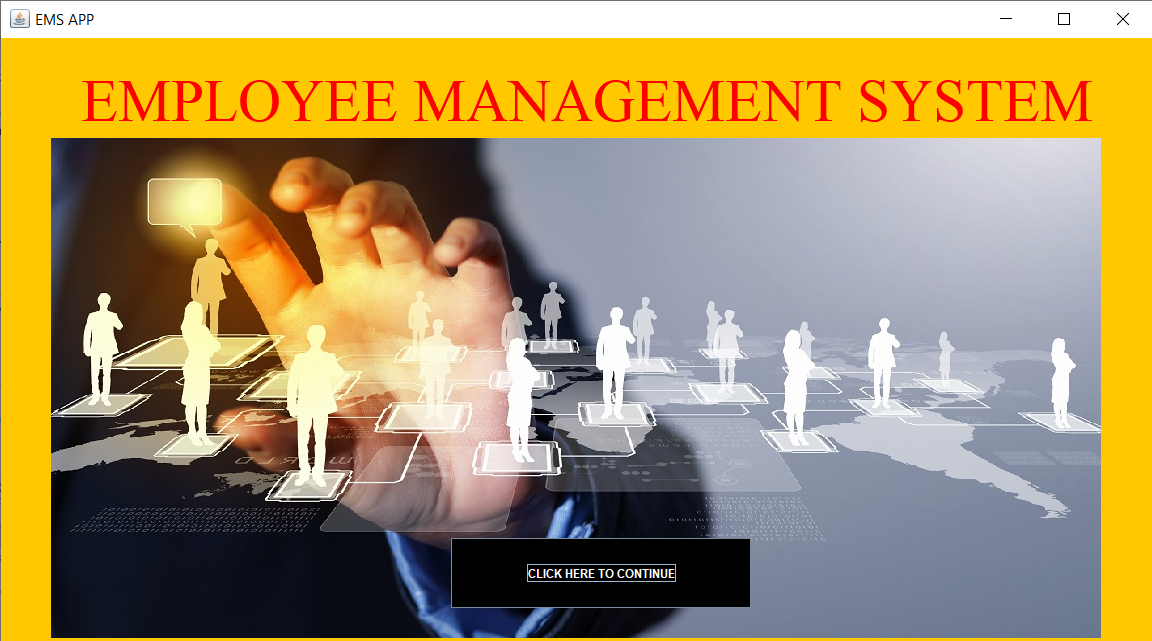 EMS APP
EMPLOYEE MANAGEMENT SYSTEM
CLICK HERE TO CONTINUE